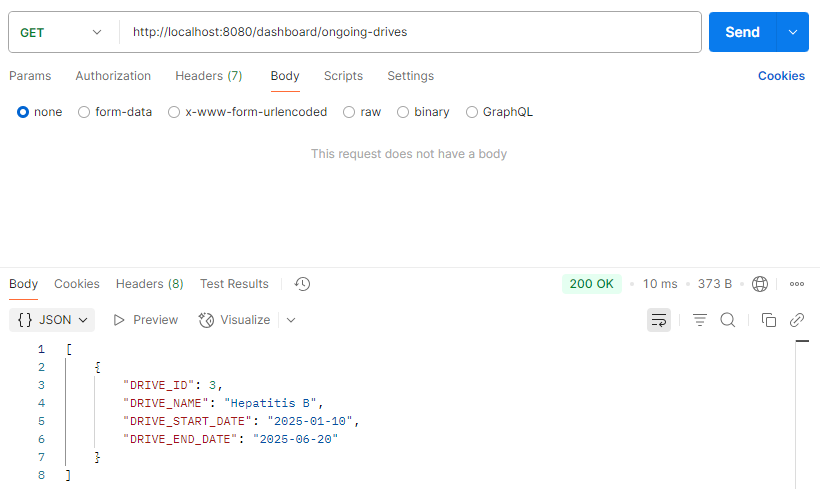 GET http://localhost:8080/dashboard/ongoing-drives Send
Params Authorization Headers (7) Body Scripts Settings Cookies
none form-data x-www-form-urlencoded raw binary GraphQL
This request does not have a body
Body Cookies Headers (8) Test Results 200 OK 10 ms 373 B
{} JSON Preview Visualize
1 [
2 {
3 "DRIVE_ID": 3,
4 "DRIVE_NAME": "Hepatitis B",
5 "DRIVE_START_DATE": "2025-01-10",
6 "DRIVE_END_DATE": "2025-06-20"
7 }
8 ]